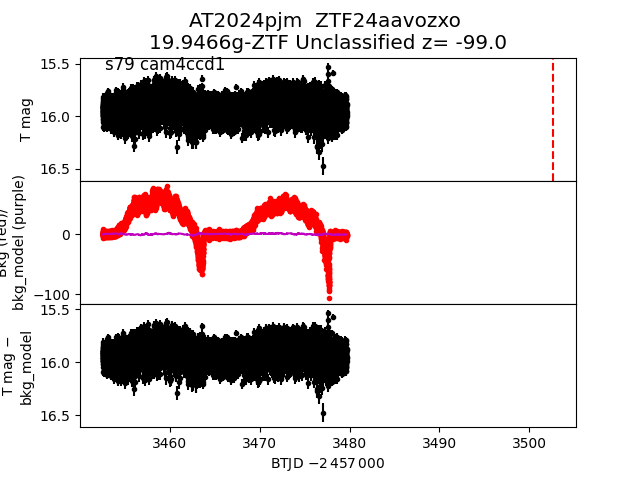 AT2024pjm  ZTF24aavozxo
19.9466g-ZTF Unclassified z= -99.0
s79 cam4ccd1
15.5
16.0
16.5
T mag
0
−100
Bkg (red)/
bkg_model (purple)
15.5
16.0
16.5
T mag −
bkg_model
3460
3470
3480
3490
3500
BTJD −2 457 000